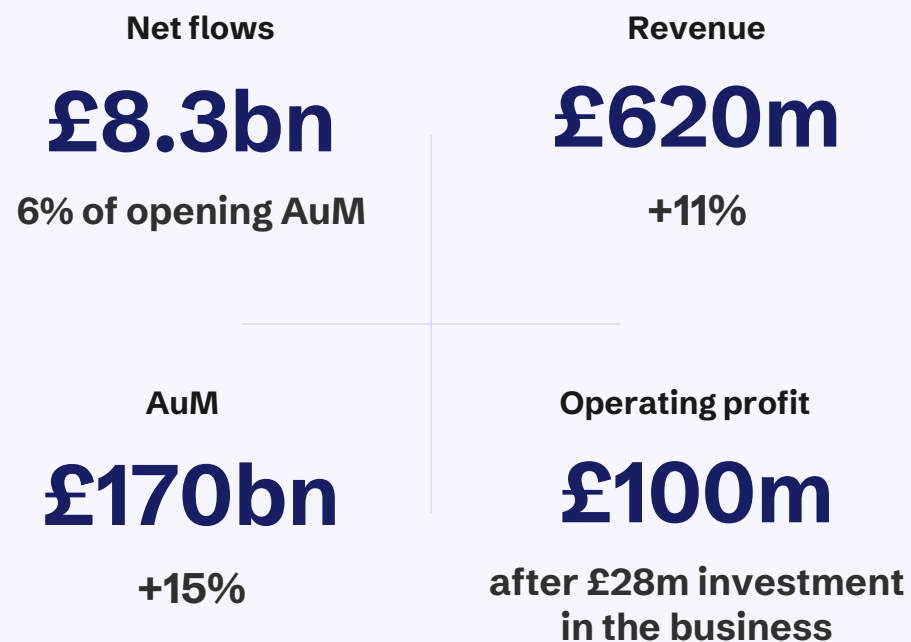 Net flows
£8.3bn
6% of opening AuM
Revenue
£620m
+11%
AuM
£170bn
+15%
Operating profit
£100m
after £28m investment
in the business